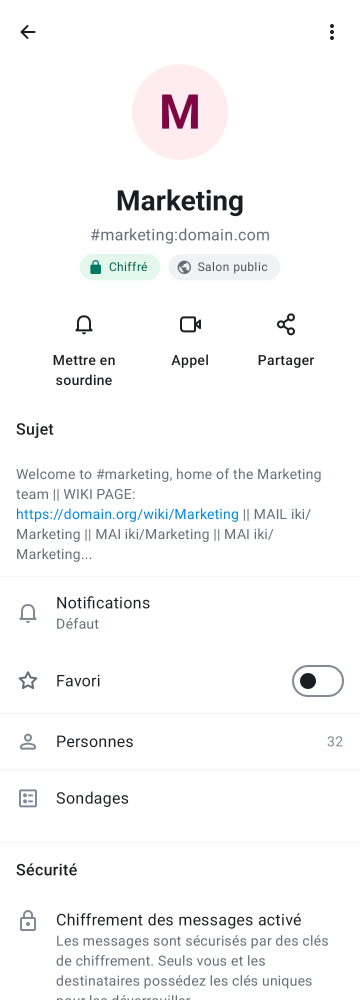 M
Marketing
#marketing:domain.com
Chiffré
Salon public
Mettre en
sourdine
Appel
Partager
Sujet
Welcome to #marketing, home of the Marketing
team || WIKI PAGE:
https://domain.org/wiki/Marketing || MAIL iki/
Marketing || MAI iki/Marketing || MAI iki/
Marketing...
Notifications
Défaut
Favori
Personnes
32
Sondages
Sécurité
Chiffrement des messages activé
Les messages sont sécurisés par des clés
de chiffrement. Seuls vous et les
destinataires possédez les clés uniques
pour les déverrouiller